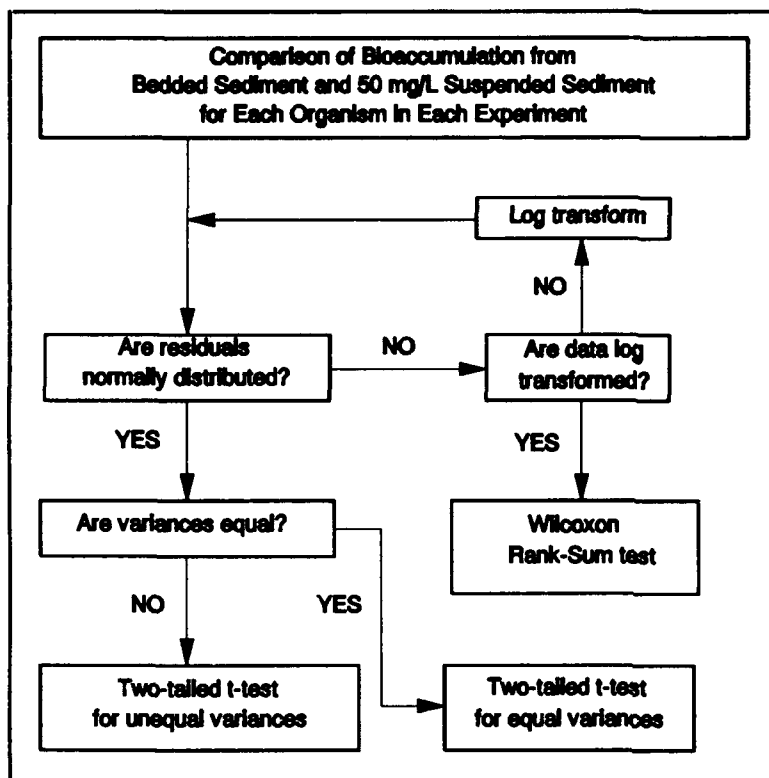 Comparison of Bioaccumulation from
Bedded Sediment and 50 mg/L Suspended Sediment
for Each Organism in Each Experiment
Log transform
NO
Are residuals
normally distributed?
NO
Are data log
transformed?
YES
YES
Are variances equal?
Wilcoxon
Rank-Sum test
NO
YES
Two-tailed t-test
for unequal variances
Two-tailed t-test
for equal variances